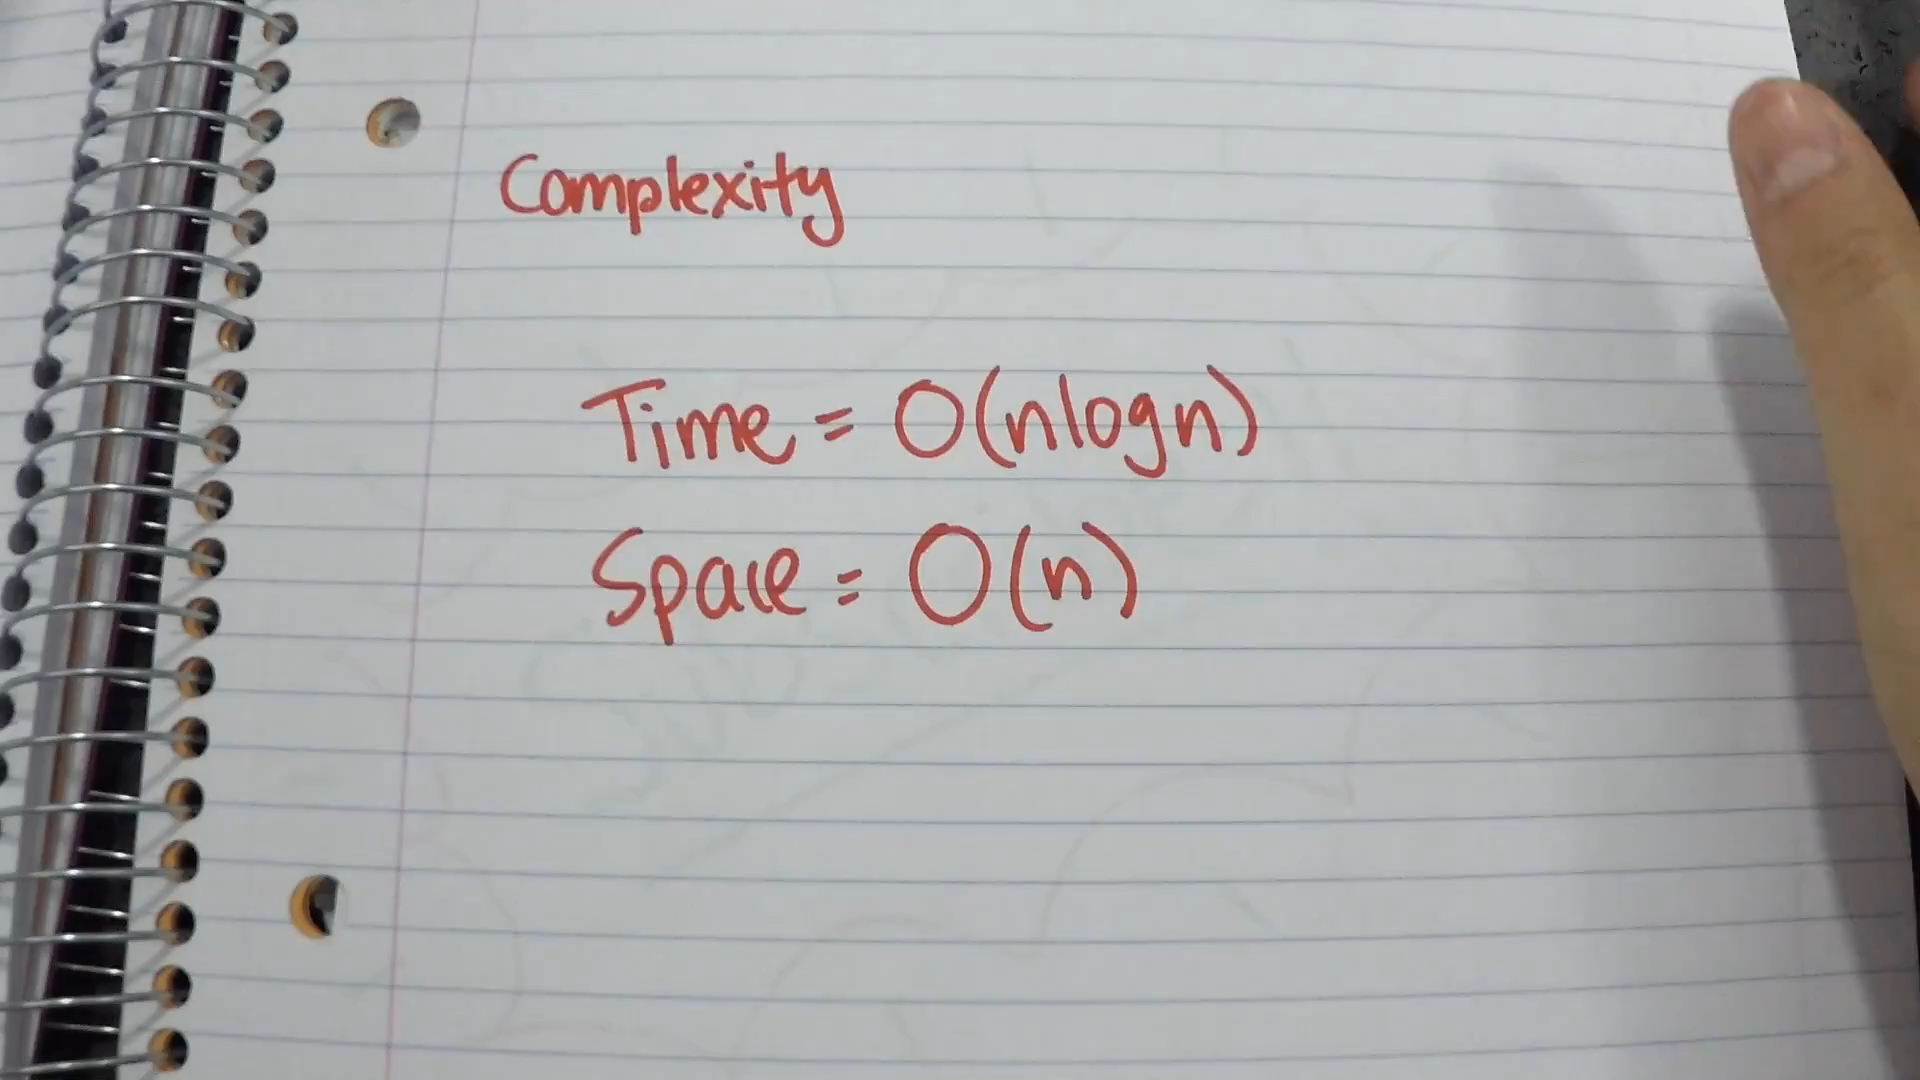 Complexity
Time = O(nlogn)
Space = O(n)